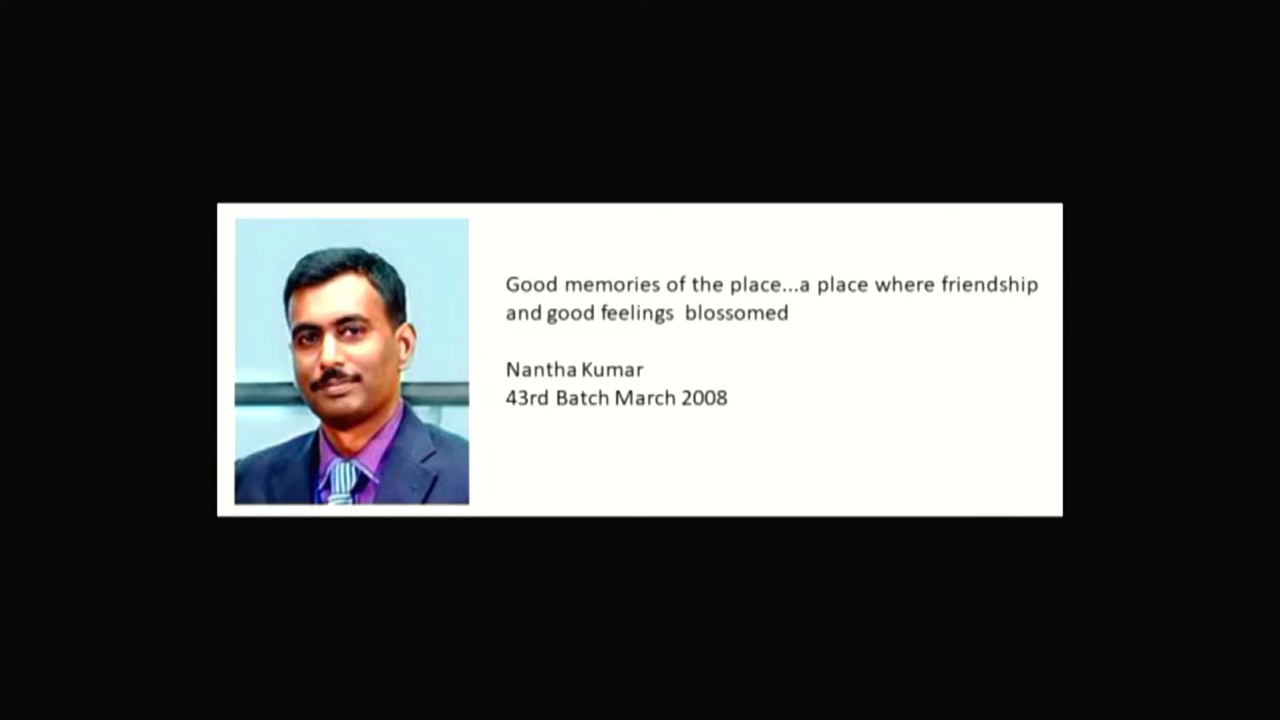 Good memories of the place...a place where friendship
and good feelings  blossomed
Nantha Kumar
43rd Batch March 2008